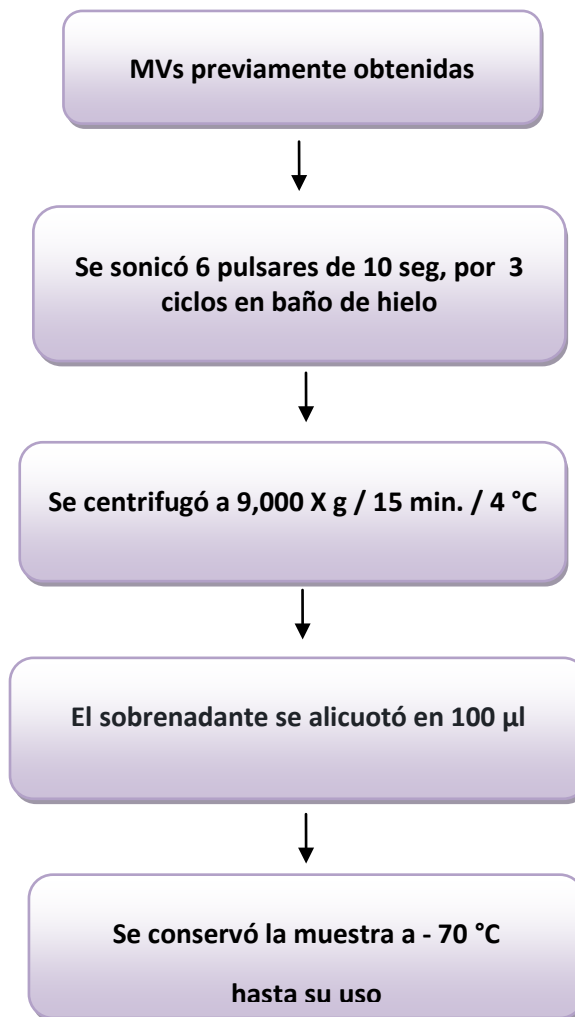 MVs previamente obtenidas
Se sonicó 6 pulsares de 10 seg, por 3
ciclos en baño de hielo
Se centrifugó a 9,000 X g / 15 min. / 4 °C
El sobrenadante se alicuotó en 100 µl
Se conservó la muestra a - 70 °C
hasta su uso